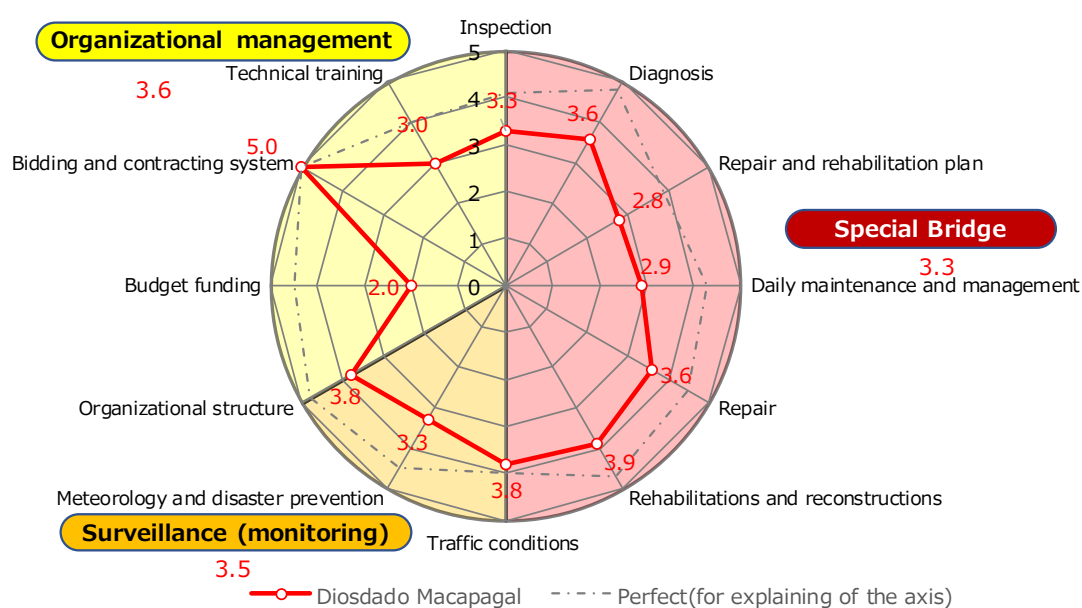 Inspection
Organizational management
3.6
Technical training
Diagnosis
5
4
3
2
1
0
3.3
3.6
3.0
5.0
Bidding and contracting system
Repair and rehabilitation plan
2.8
Special Bridge
3.3
2.9
Budget funding
2.0
Daily maintenance and management
3.6
3.8
Organizational structure
Repair
3.3
3.9
3.8
Meteorology and disaster prevention
Rehabilitations and reconstructions
Surveillance (monitoring)
3.5
Traffic conditions
Diosdado Macapagal
Perfect(for explaining of the axis)